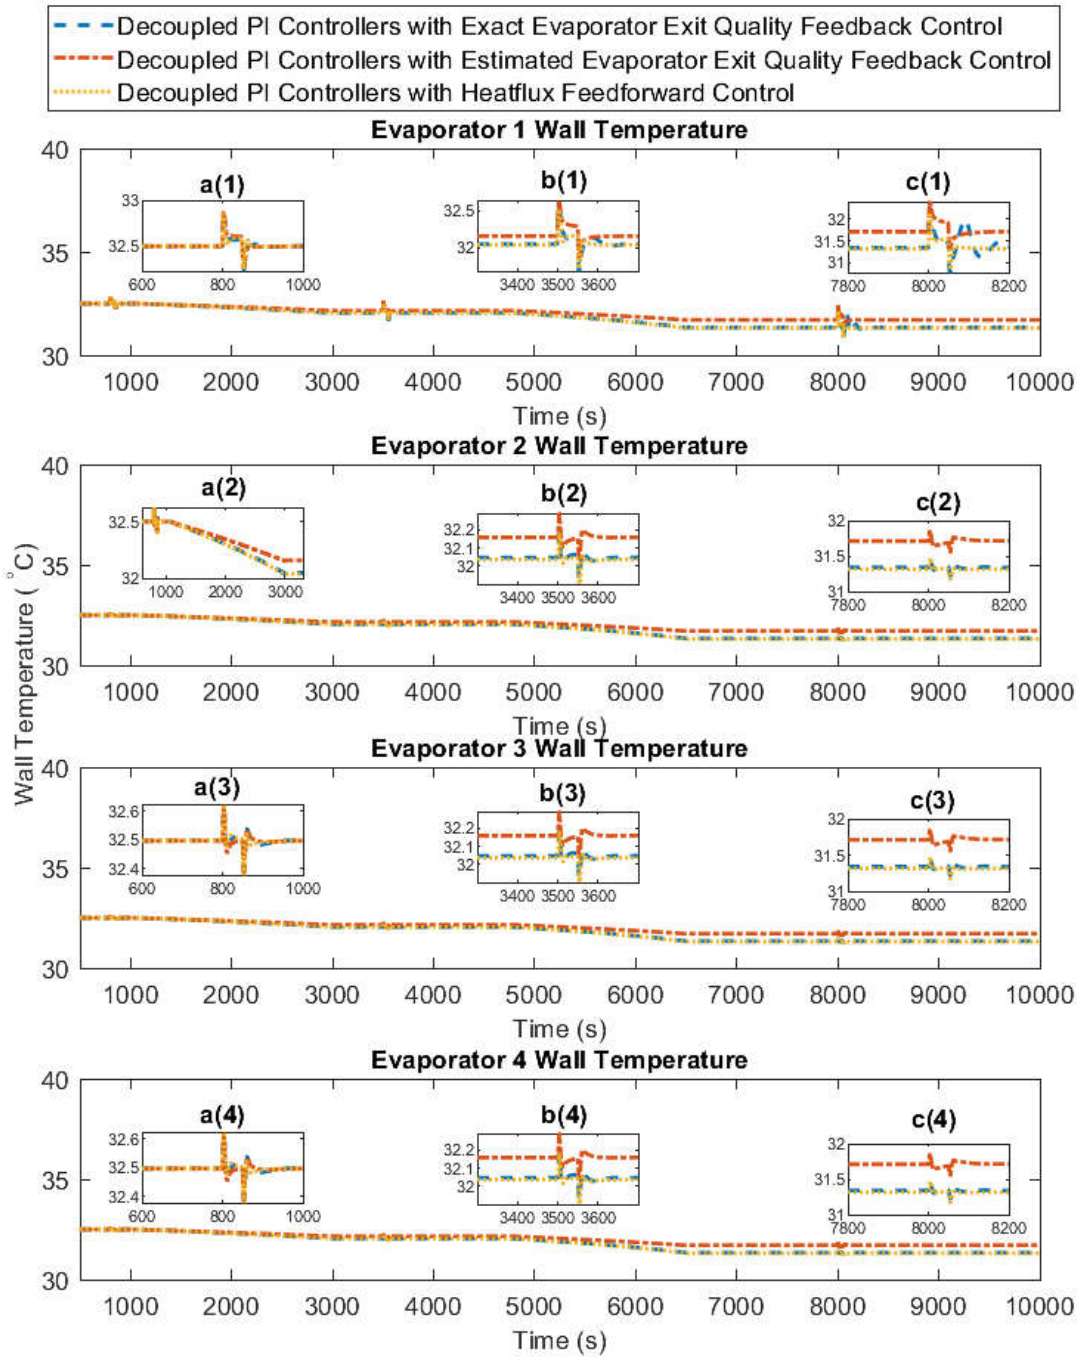 Decoupled PI Controllers with Exact Evaporator Exit Quality Feedback Control
Decoupled PI Controllers with Estimated Evaporator Exit Quality Feedback Control
Decoupled PI Controllers with Heatflux Feedforward Control
Wall Temperature (°C)
Evaporator 1 Wall Temperature
40
35
30
a(1)
33
32.5
600 800 1000
b(1)
32.5
32
3400 3500 3600
c(1)
32
31.5
31
7800 8000 8200
1000 2000 3000 4000 5000 6000 7000 8000 9000 10000
Time (s)
Evaporator 2 Wall Temperature
40
35
30
a(2)
32.5
32
1000 2000 3000
b(2)
32.2
32.1
32
3400 3500 3600
c(2)
32
31.5
31
7800 8000 8200
1000 2000 3000 4000 5000 6000 7000 8000 9000 10000
Time (s)
Evaporator 3 Wall Temperature
40
35
30
a(3)
32.6
32.5
32.4
600 800 1000
b(3)
32.2
32.1
32
3400 3500 3600
c(3)
32
31.5
31
7800 8000 8200
1000 2000 3000 4000 5000 6000 7000 8000 9000 10000
Time (s)
Evaporator 4 Wall Temperature
40
35
30
a(4)
32.6
32.5
32.4
600 800 1000
b(4)
32.2
32.1
32
3400 3500 3600
c(4)
32
31.5
31
7800 8000 8200
1000 2000 3000 4000 5000 6000 7000 8000 9000 10000
Time (s)